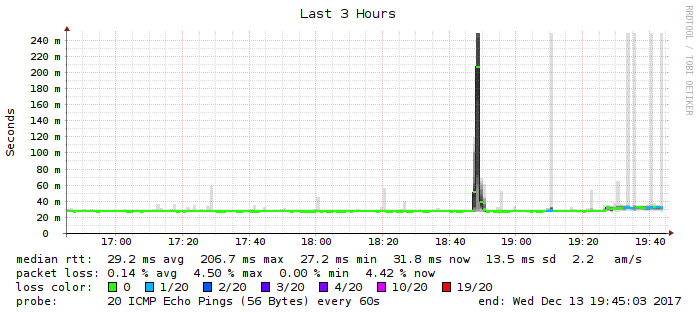 Last 3 Hours
RRDTOOL / TOBI OETIKER
Seconds
240 m
220 m
200 m
180 m
160 m
140 m
120 m
100 m
80 m
60 m
40 m
20 m
0
17:00 17:20 17:40 18:00 18:20 18:40 19:00 19:20 19:40
median rtt: 29.2 ms avg 206.7 ms max 27.2 ms min 31.8 ms now 13.5 ms sd 2.2 am/s
packet loss: 0.14 % avg 4.50 % max 0.00 % min 4.42 % now
loss color: 0 1/20 2/20 3/20 4/20 10/20 19/20
probe: 20 ICMP Echo Pings (56 Bytes) every 60s end: Wed Dec 13 19:45:03 2017